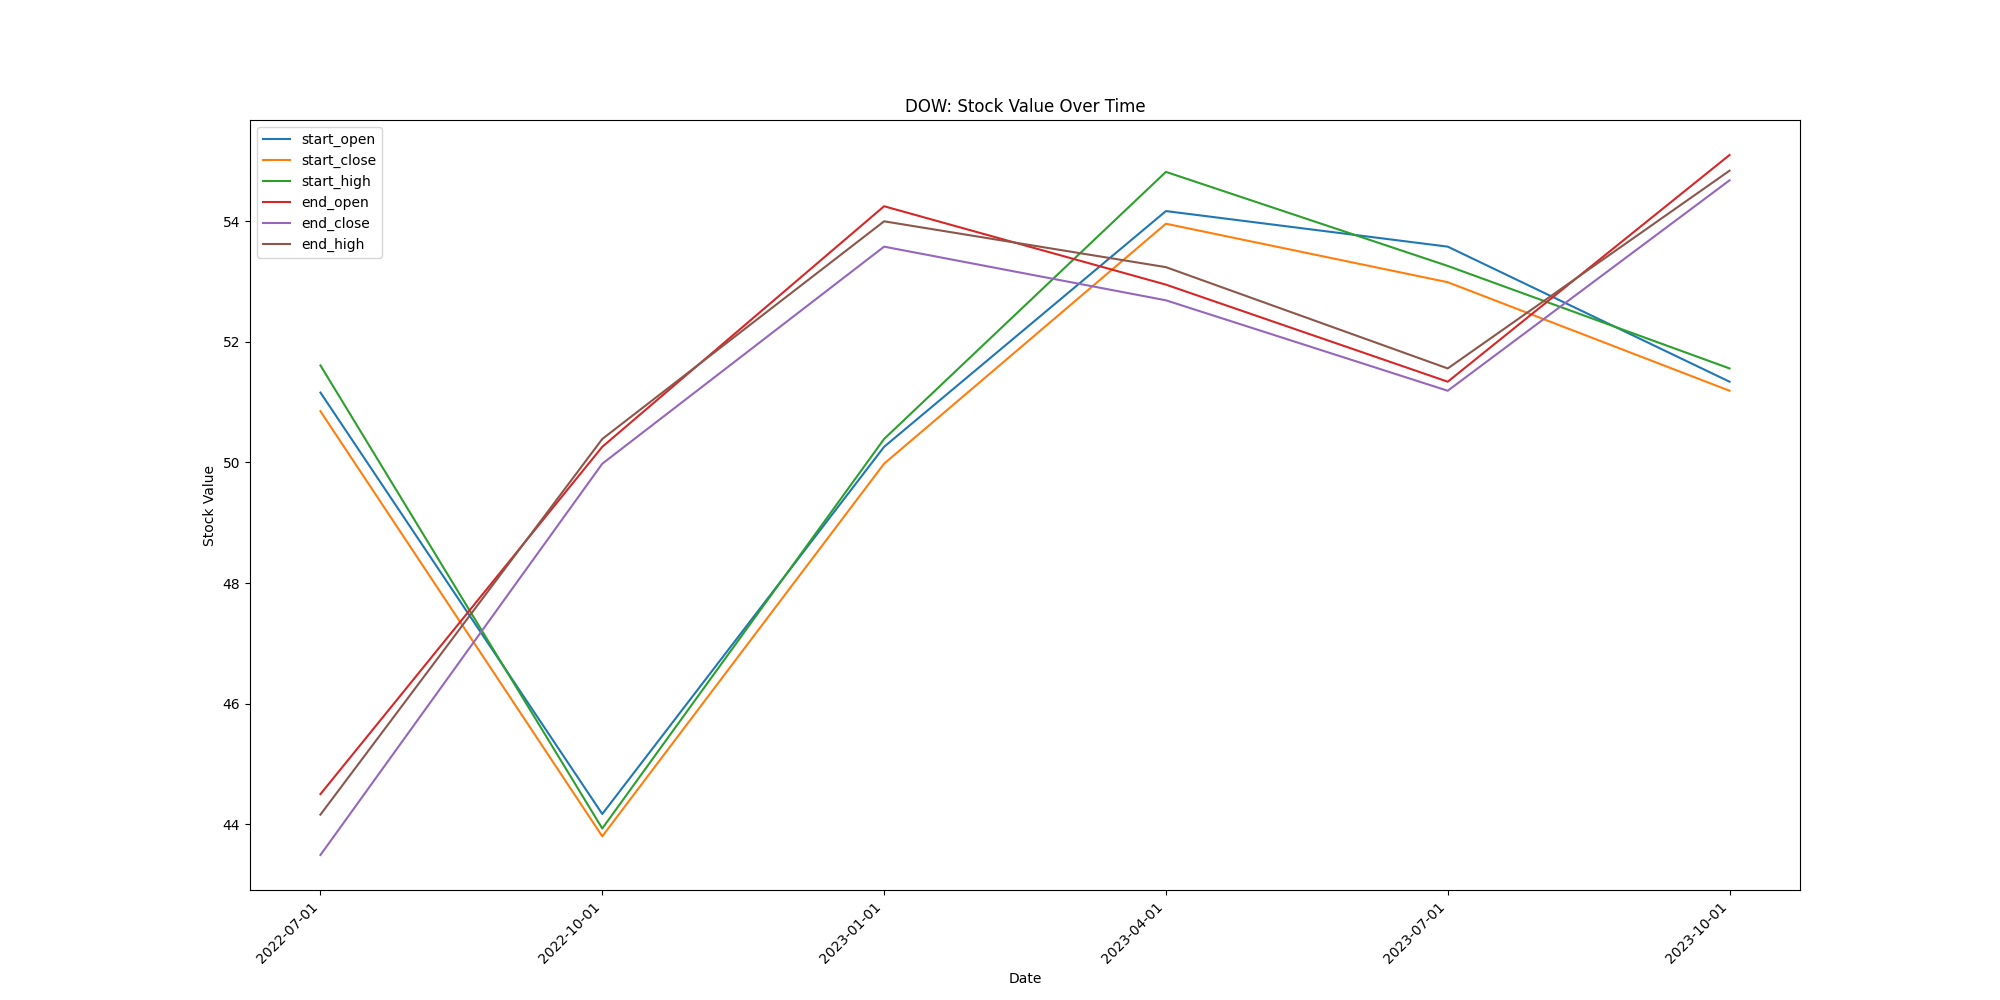 DOW: Stock Value Over Time
start_open
start_close
start_high
end_open
end_close
end_high
54
52
50
48
46
44
Stock Value
2022-07-01
2022-10-01
2023-01-01
2023-04-01
2023-07-01
2023-10-01
Date